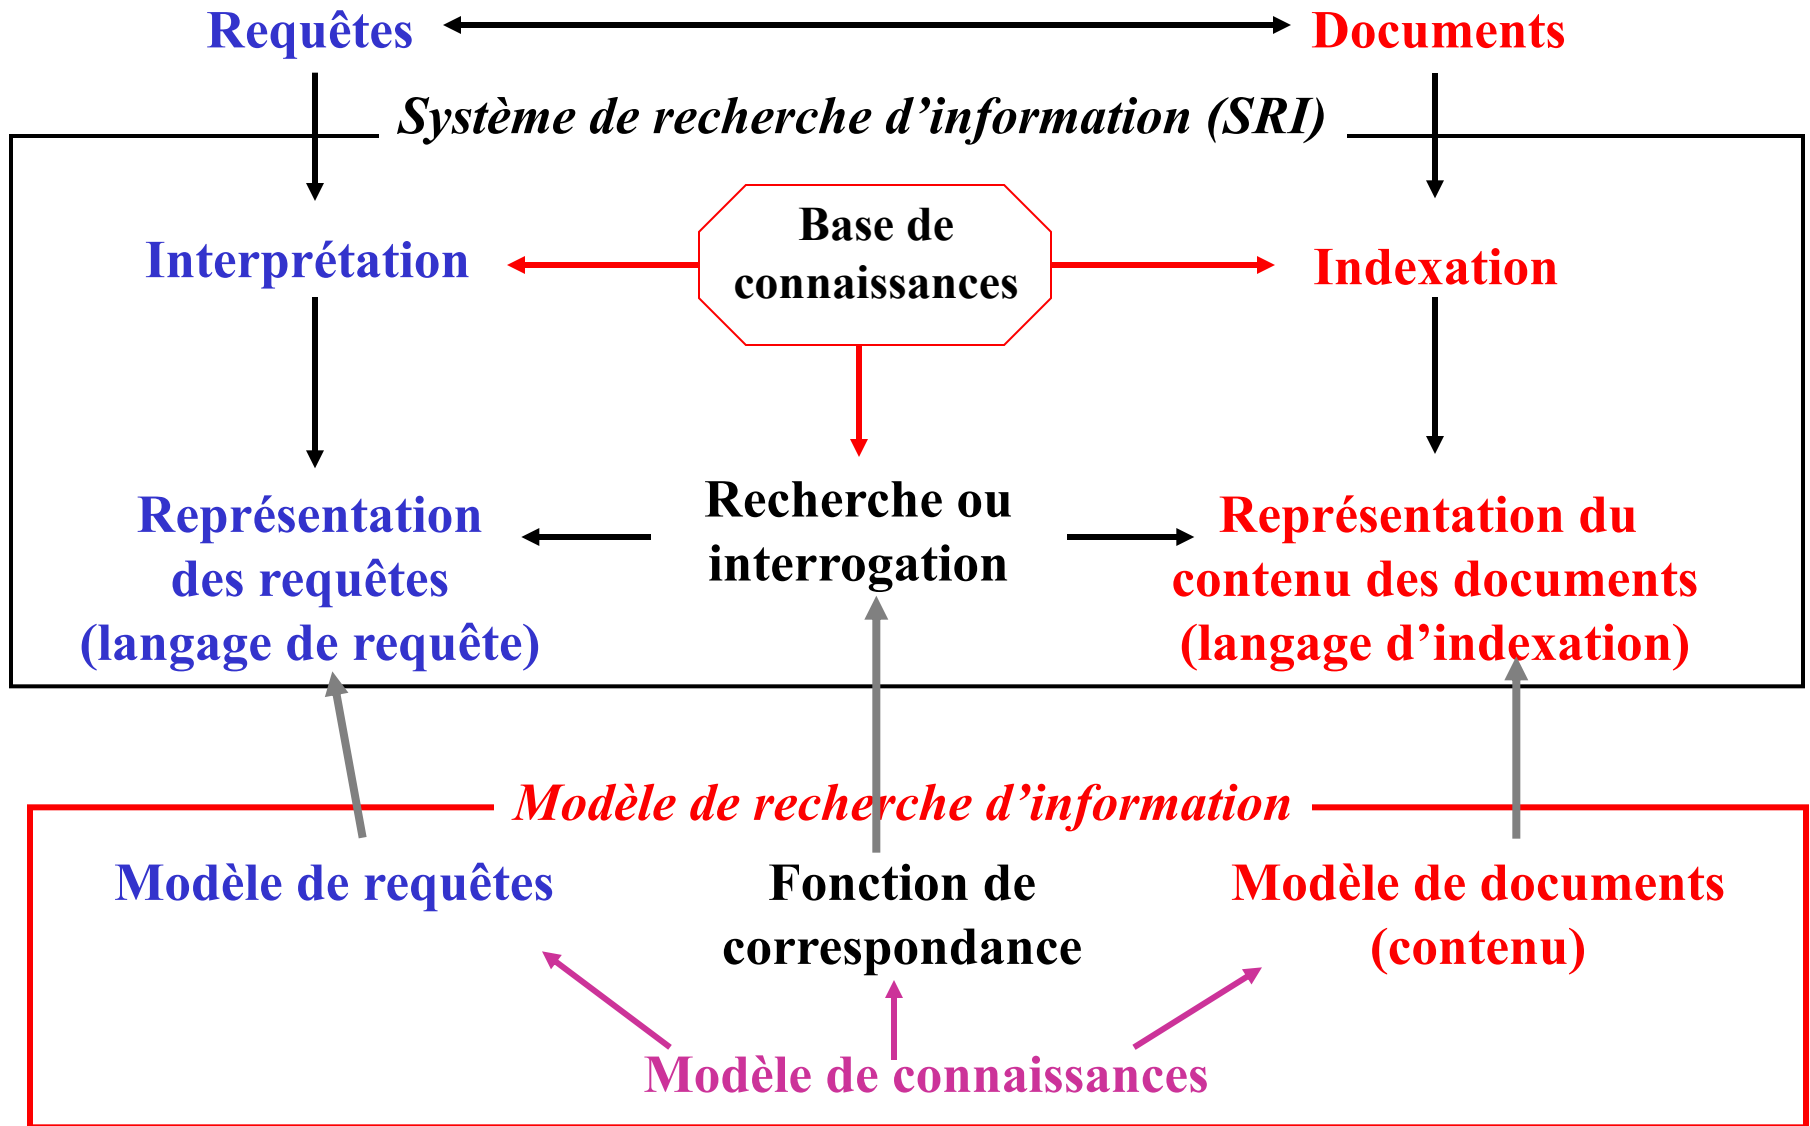 Requêtes
Documents
Système de recherche d’information (SRI)
Base de
connaissances
Interprétation
Indexation
Représentation
des requêtes
(langage de requête)
Recherche ou
interrogation
Représentation du
contenu des documents
(langage d’indexation)
Modèle de recherche d’information
Modèle de requêtes
Fonction de
correspondance
Modèle de documents
(contenu)
Modèle de connaissances